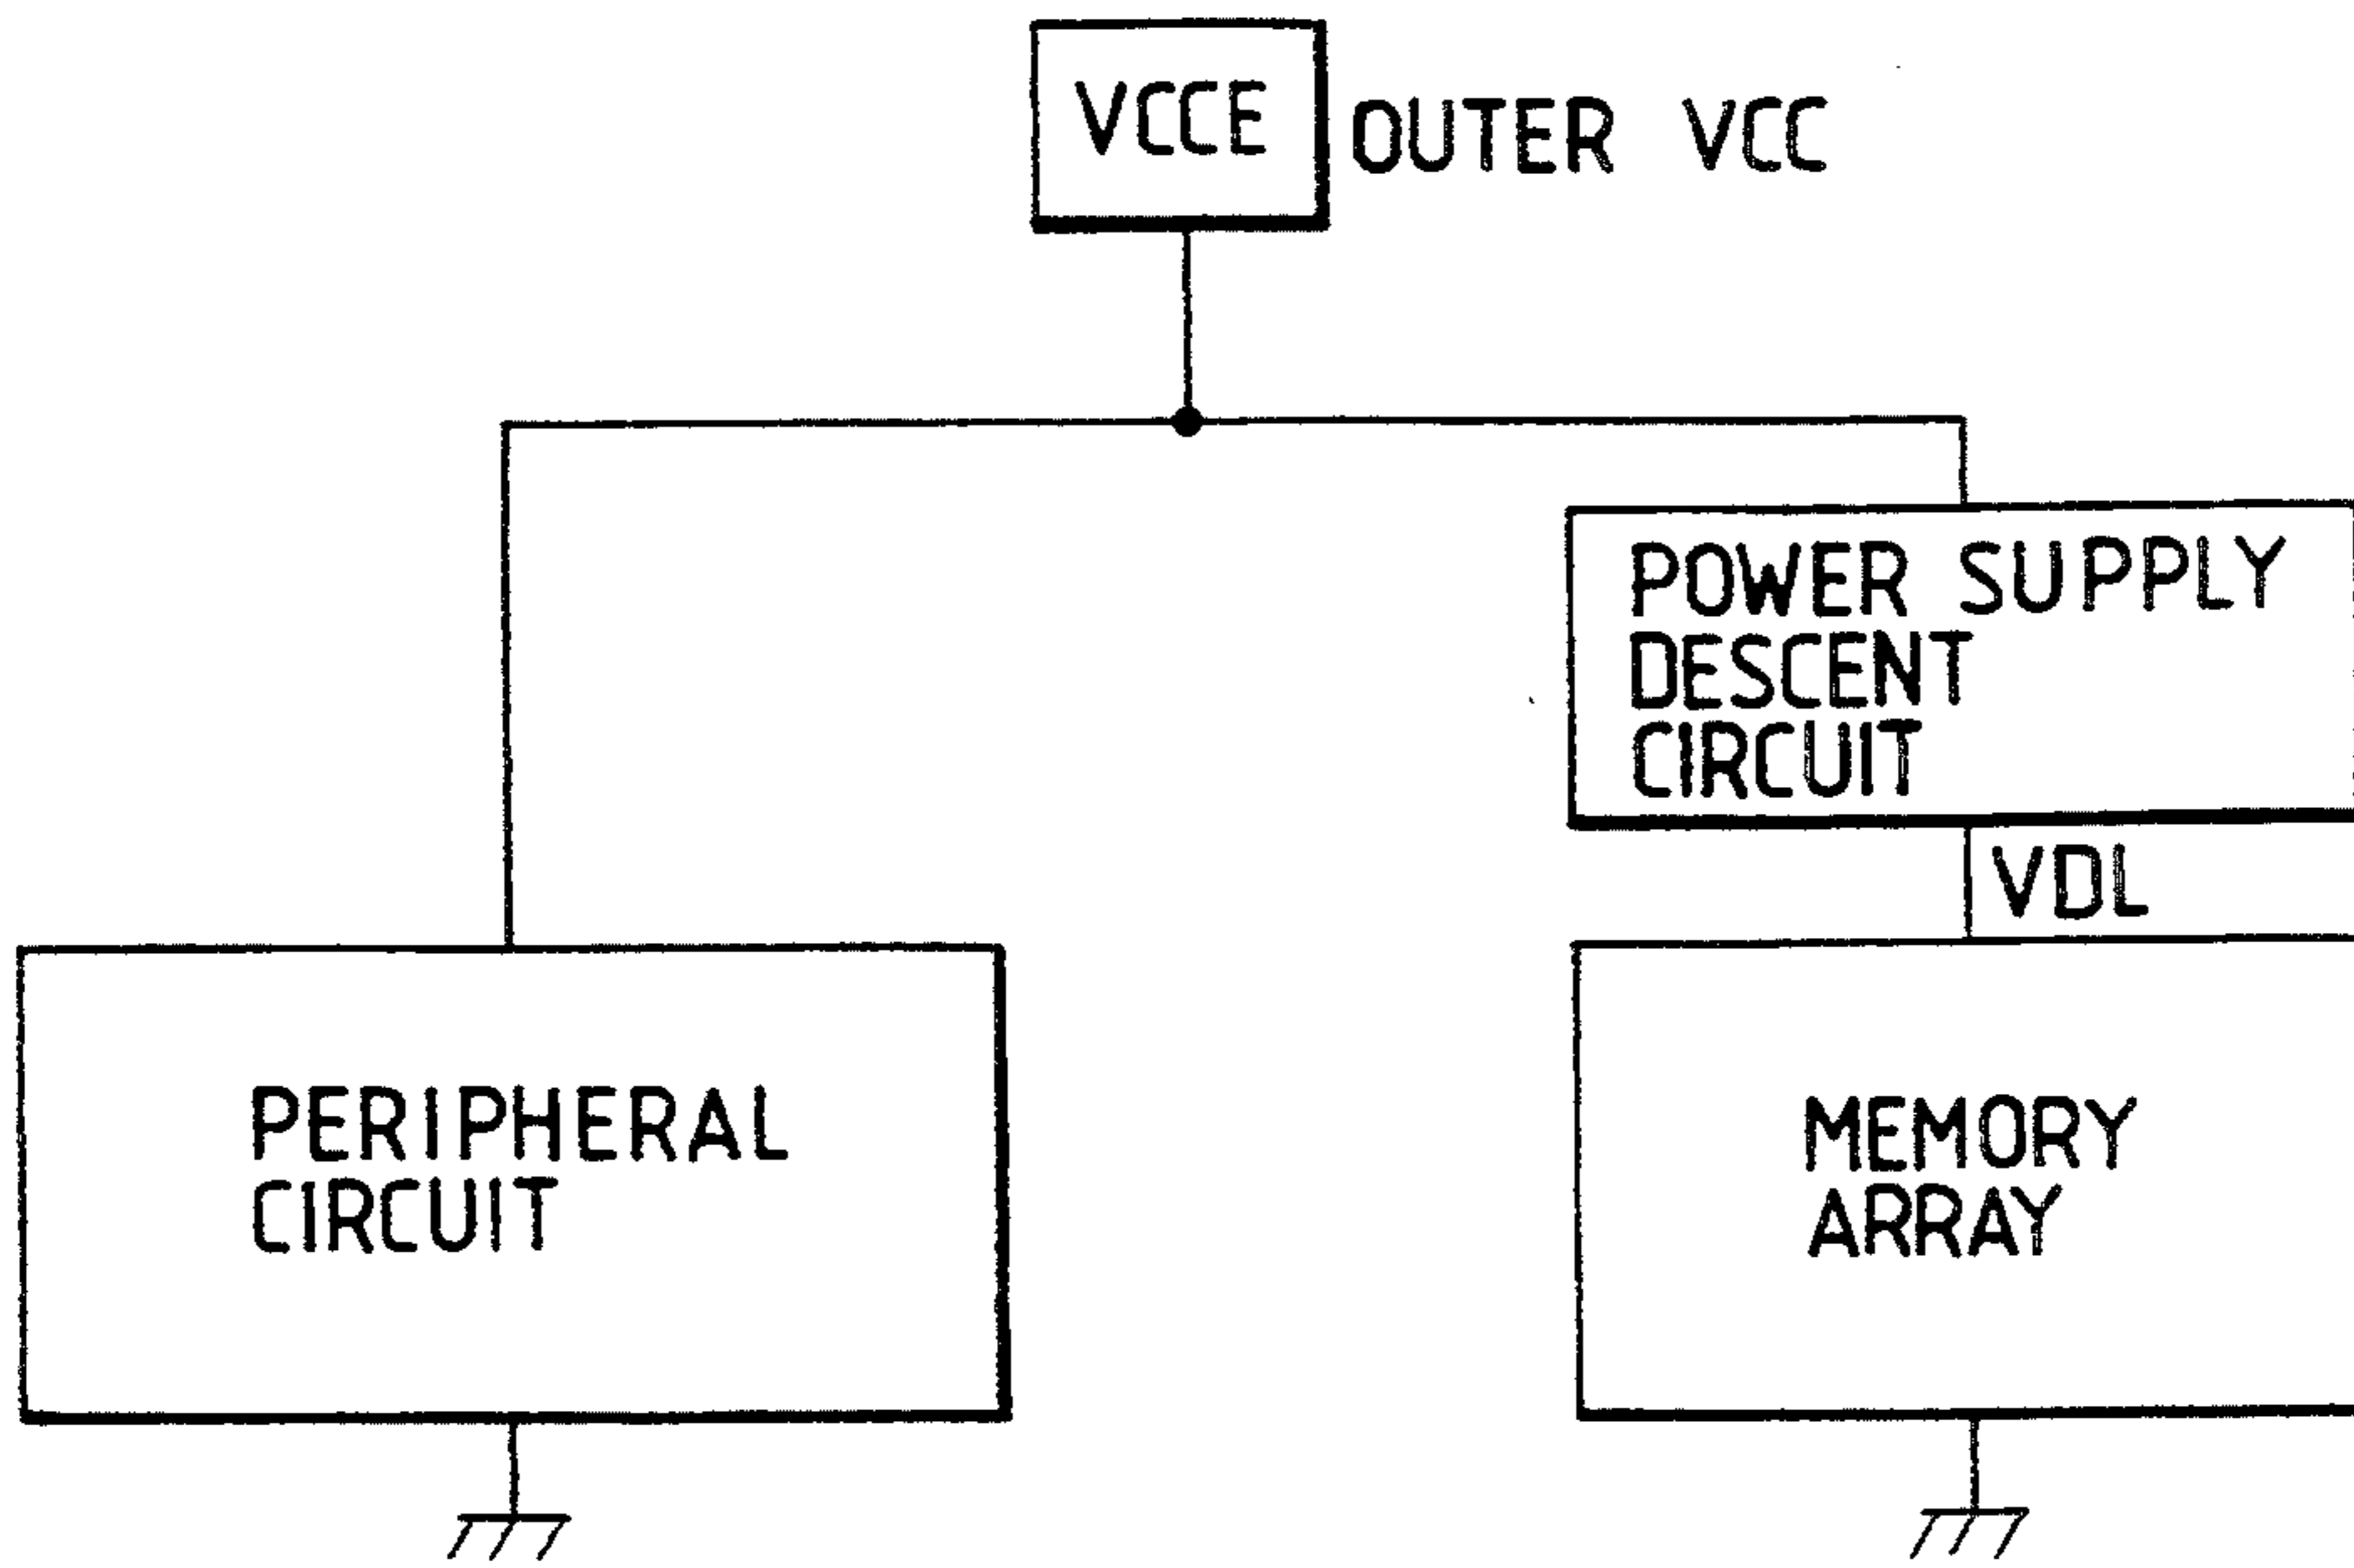 VCCE
OUTER VCC
POWER SUPPLY
DESCENT
CIRCUIT
VDL
PERIPHERAL
CIRCUIT
MEMORY
ARRAY